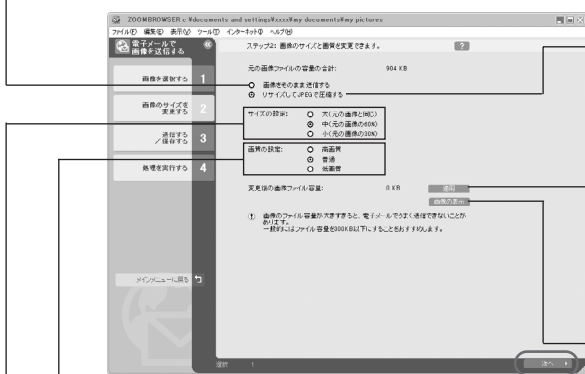 ZOOMBROWSER c:¥documents and settings¥xxxx¥my documents¥my pictures
ファイル(F) 編集(E) 表示(V) ツール(T) インターネット(I) ヘルプ(H)
電子メールで
画像を送信する
ステップ2: 画像のサイズと画質を変更できます。
?
元の画像ファイルの容量の合計: 904 KB
画像を選択する 1
画像をそのまま送信する
リサイズしてJPEGで圧縮する
画像のサイズを
変更する 2
サイズの設定: 大(元の画像と同じ)
中(元の画像の60%)
小(元の画像の30%)
送信する
／保存する 3
画質の設定: 高画質
普通
低画質
処理を実行する 4
変更後の画像ファイル容量: 0 KB 適用
画像の表示
画像のファイル容量が大きすぎると、電子メールでうまく送信できないことが
あります。
一般的にはファイル容量を300KB以下にすることをおすすめします。
メインメニューに戻る
選択 1
次へ